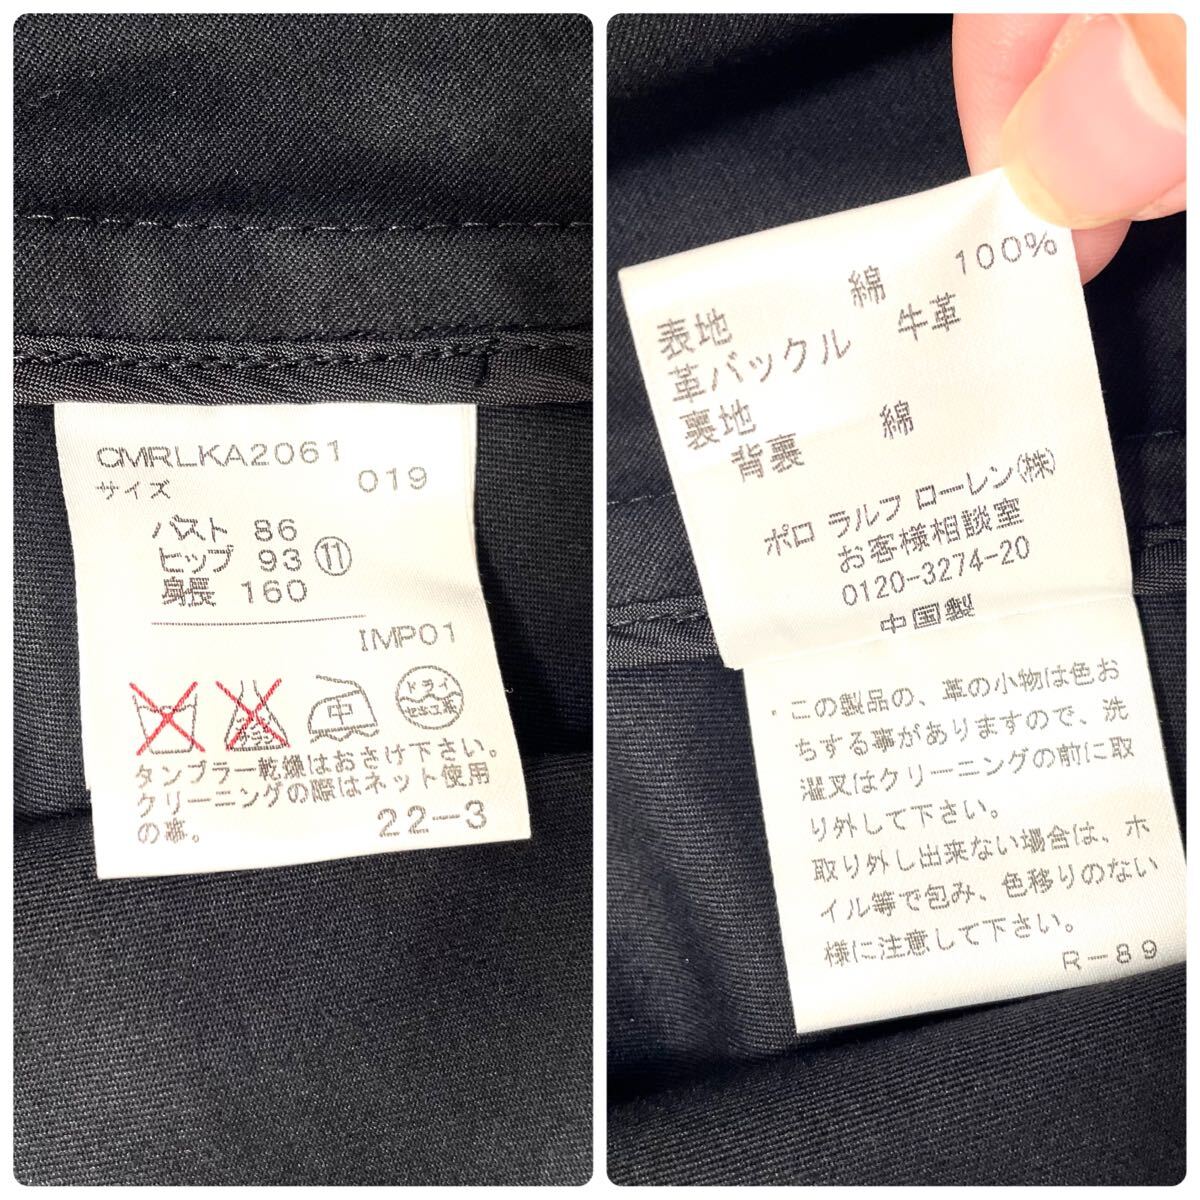 CMRLKA2061
サイズ 019
バスト 86
ヒップ 93 ⑪
身長 160
IMP01
中
ドライ
セキユ系
タンブラー乾燥はおさけ下さい。
クリーニングの際はネット使用
の事。
22-3
表地 綿 100%
革バックル 牛革
裏地
背裏 綿
ポロ ラルフ ローレン(株)
お客様相談室
0120-3274-20
中国製
・この製品の、革の小物は色お
ちする事がありますので、洗
濯又はクリーニングの前に取
り外して下さい。
取り外し出来ない場合は、ホ
イル等で包み、色移りのない
様に注意して下さい。
R-89